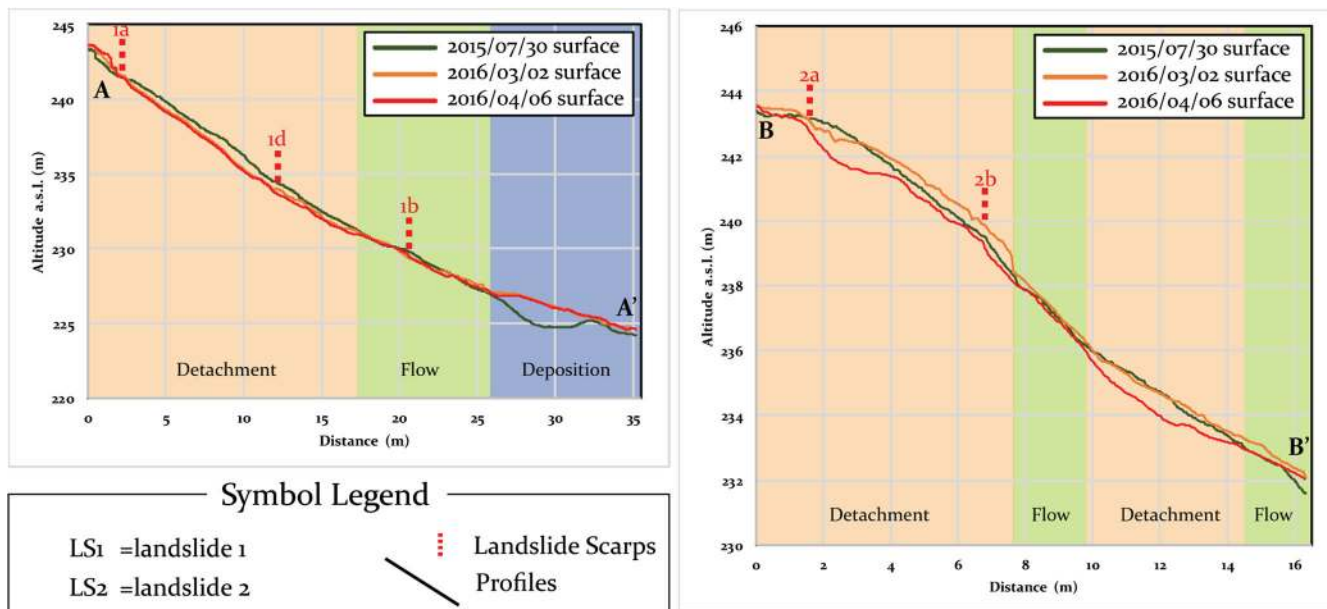 245
240
235
230
225
220
Altitude a.s.l. (m)
1a
A
1d
1b
A'
2015/07/30 surface
2016/03/02 surface
2016/04/06 surface
Detachment
Flow
Deposition
0 5 10 15 20 25 30 35
Distance (m)
246
244
242
240
238
236
234
232
230
Altitude a.s.l. (m)
2a
B
2b
B'
2015/07/30 surface
2016/03/02 surface
2016/04/06 surface
Detachment
Flow
Detachment
Flow
0 2 4 6 8 10 12 14 16
Distance (m)
Symbol Legend
LS1 =landslide 1
LS2 =landslide 2
Landslide Scarps
Profiles